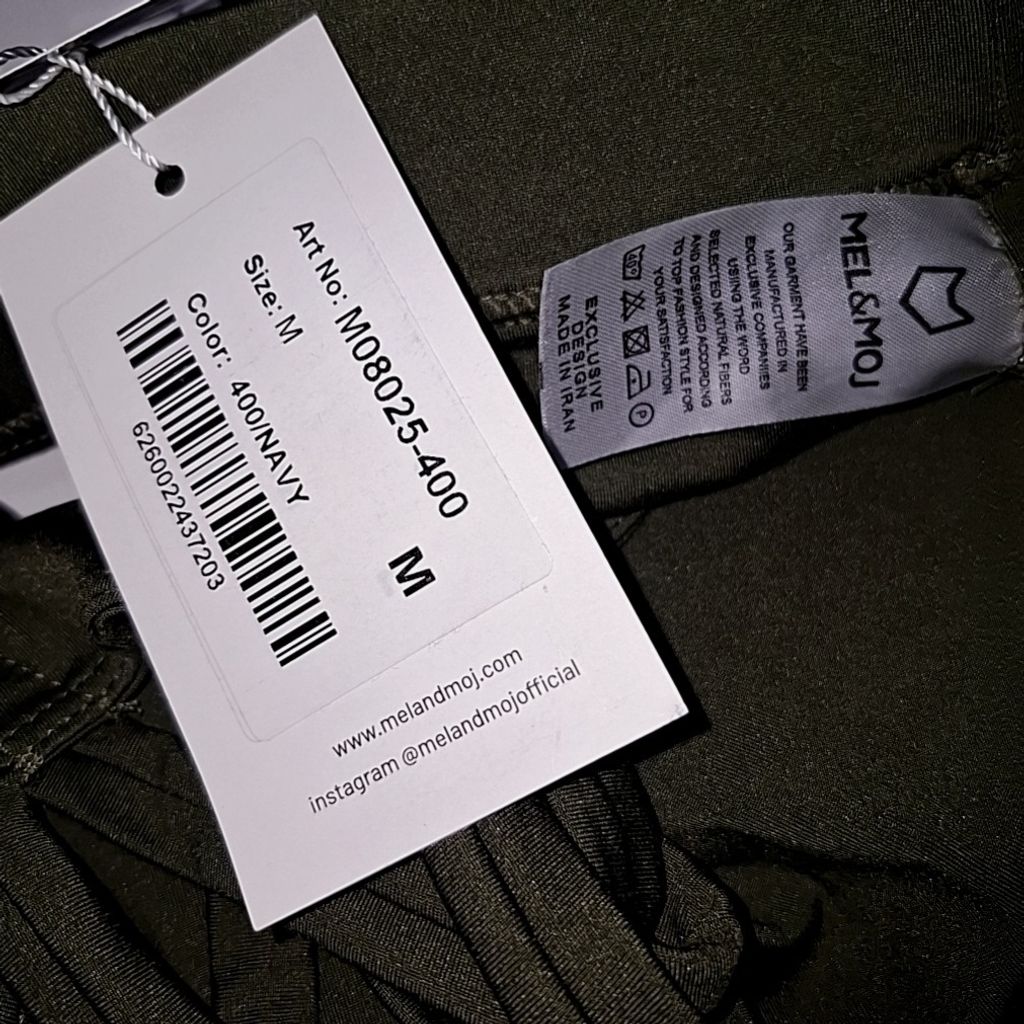 Art No: M08025-400
Size: M
M
Color: 400/NAVY
6260022437203
www.melandmoj.com
instagram @melandmojofficial
MEL&MOJ
OUR GARMENT HAVE BEEN
MANUFACTURED IN
EXCLUSIVE COMPANIES
USIING THE WORD
SELECTED NATURAL FIBERS
AND DESIGNED ACCORDING
TO TOP FASHION STYLE FOR
YOUR SATISFACTION
P
EXCLUSIVE
DESIGN
MADE IN IRAN